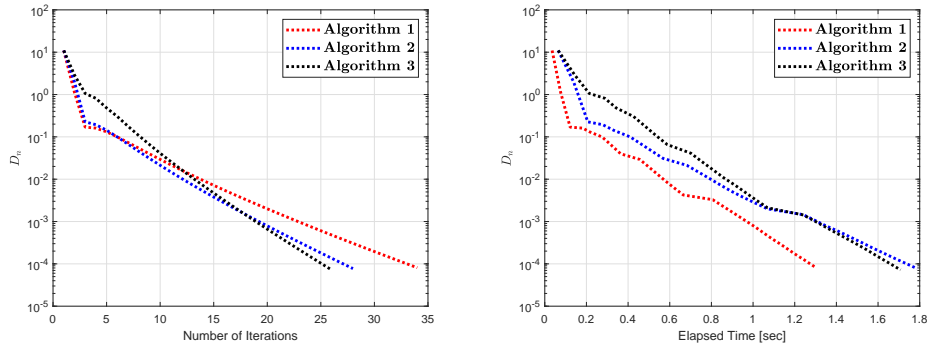 10^2
10^1
10^0
10^-1
10^-2
10^-3
10^-4
10^-5
D_n
0 5 10 15 20 25 30 35
Number of Iterations
Algorithm 1
Algorithm 2
Algorithm 3
10^2
10^1
10^0
10^-1
10^-2
10^-3
10^-4
10^-5
D_n
0 0.2 0.4 0.6 0.8 1 1.2 1.4 1.6 1.8
Elapsed Time [sec]
Algorithm 1
Algorithm 2
Algorithm 3